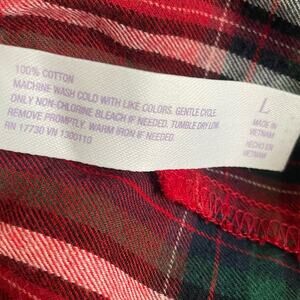 100% COTTON
MACHINE WASH COLD WITH LIKE COLORS. GENTLE CYCLE.
ONLY NON-CHLORINE BLEACH IF NEEDED. TUMBLE DRY LOW.
REMOVE PROMPTLY. WARM IRON IF NEEDED.
RN 17730 VN 1300110
L
MADE IN
VIETNAM
HECHO EN
VIETNAM